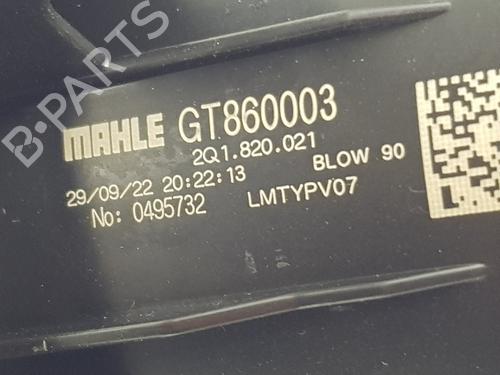 MAHLE GT860003
2Q1.820.021
29/09/22 20:22:13 BLOW 90
No: 0495732 LMTYPV07
B-PARTS